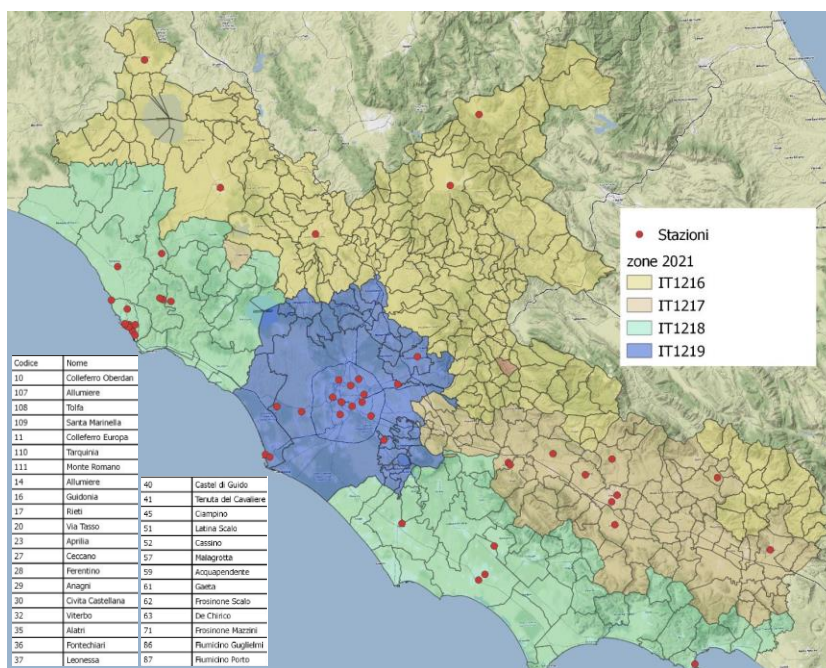 Stazioni
zone 2021
IT1216
IT1217
IT1218
IT1219
Codice Nome
10 Colleferro Oberdan
107 Allumiere
108 Tolfa
109 Santa Marinella
11 Colleferro Europa
110 Tarquinia
111 Monte Romano
14 Allumiere
16 Guidonia
17 Rieti
20 Via Tasso
23 Aprilia
27 Ceccano
28 Ferentino
29 Anagni
30 Civita Castellana
32 Viterbo
35 Alatri
36 Fontechiari
37 Leonessa
40 Castel di Guido
41 Tenuta del Cavaliere
45 Ciampino
51 Latina Scalo
52 Cassino
57 Malagrotta
59 Acquapendente
61 Gaeta
62 Frosinone Scalo
63 De Chirico
71 Frosinone Mazzini
86 Fiumicino Guglielmi
87 Fiumicino Porto